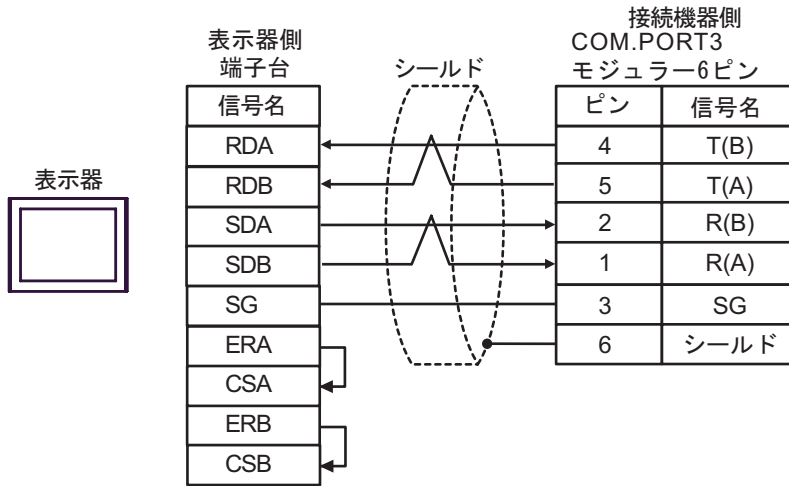 表示器
表示器側
端子台
信号名
RDA
RDB
SDA
SDB
SG
ERA
CSA
ERB
CSB
シールド
接続機器側
COM.PORT3
モジュラー6ピン
ピン 信号名
4 T(B)
5 T(A)
2 R(B)
1 R(A)
3 SG
6 シールド